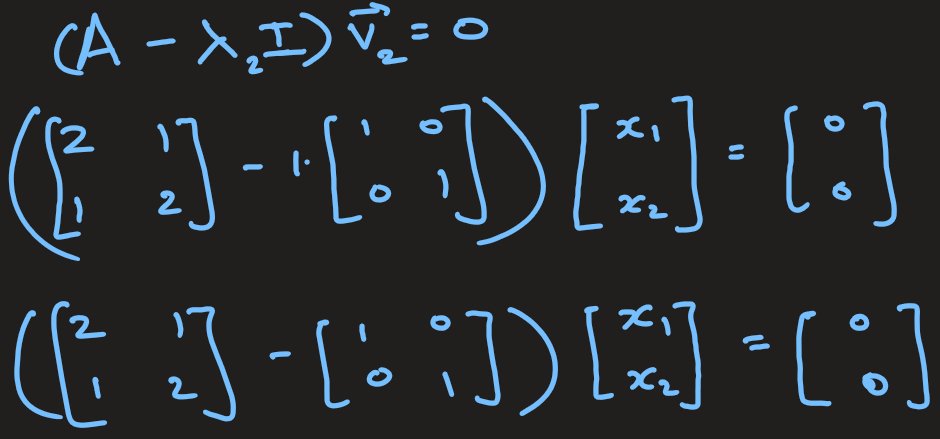 (A - λ₂I) v⃗₂ = 0
([2 1; 1 2] - 1·[1 0; 0 1]) [x₁; x₂] = [0; 0]
([2 1; 1 2] - [1 0; 0 1]) [x₁; x₂] = [0; 0]